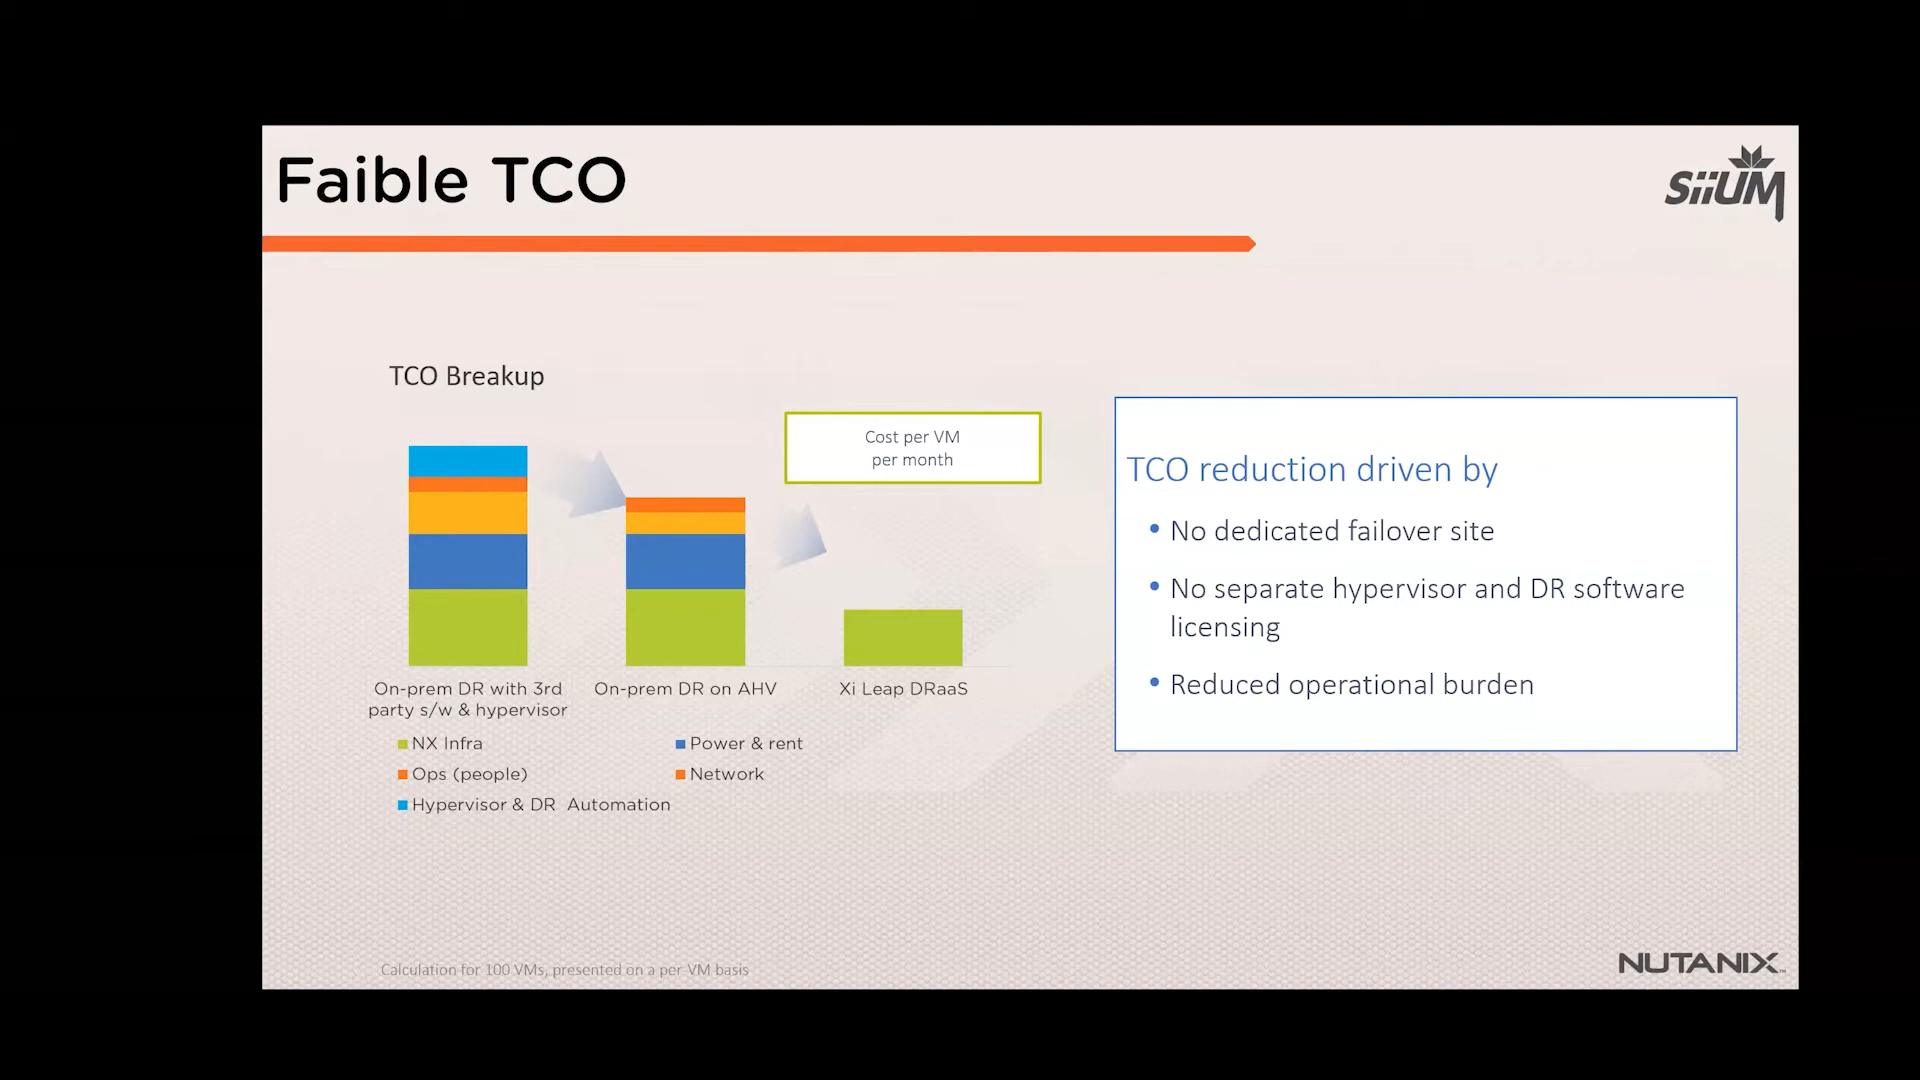 Faible TCO
SiiUM
TCO Breakup
Cost per VM
per month
On-prem DR with 3rd
party s/w & hypervisor
On-prem DR on AHV
Xi Leap DRaaS
NX Infra
Power & rent
Ops (people)
Network
Hypervisor & DR Automation
TCO reduction driven by
• No dedicated failover site
• No separate hypervisor and DR software
licensing
• Reduced operational burden
Calculation for 100 VMs, presented on a per-VM basis
NUTANIX™